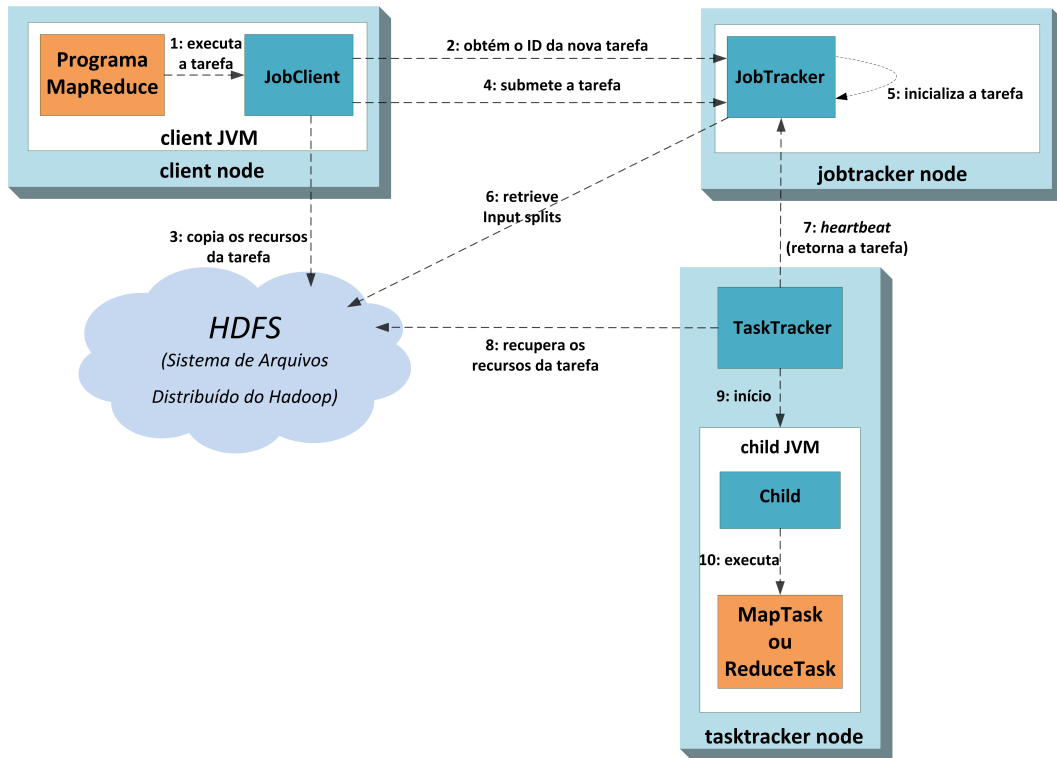 Programa
MapReduce
1: executa
a tarefa
JobClient
client JVM
client node
2: obtém o ID da nova tarefa
4: submete a tarefa
JobTracker
5: inicializa a tarefa
jobtracker node
3: copia os recursos
da tarefa
6: retrieve
Input splits
7: heartbeat
(retorna a tarefa)
HDFS
(Sistema de Arquivos
Distribuído do Hadoop)
8: recupera os
recursos da tarefa
TaskTracker
9: início
child JVM
Child
10: executa
MapTask
ou
ReduceTask
tasktracker node